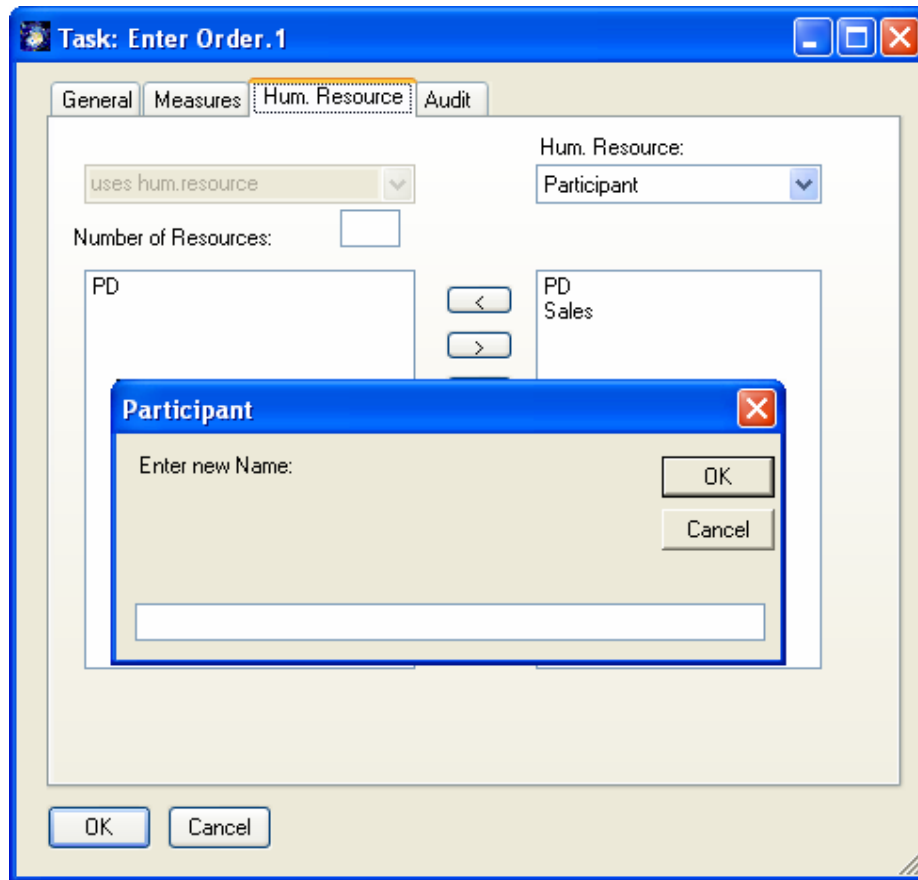 Task: Enter Order.1
General Measures Hum. Resource Audit
Hum. Resource:
uses hum.resource
Participant
Number of Resources:
PD
<
>
PD
Sales
Participant
Enter new Name:
OK
Cancel
OK
Cancel